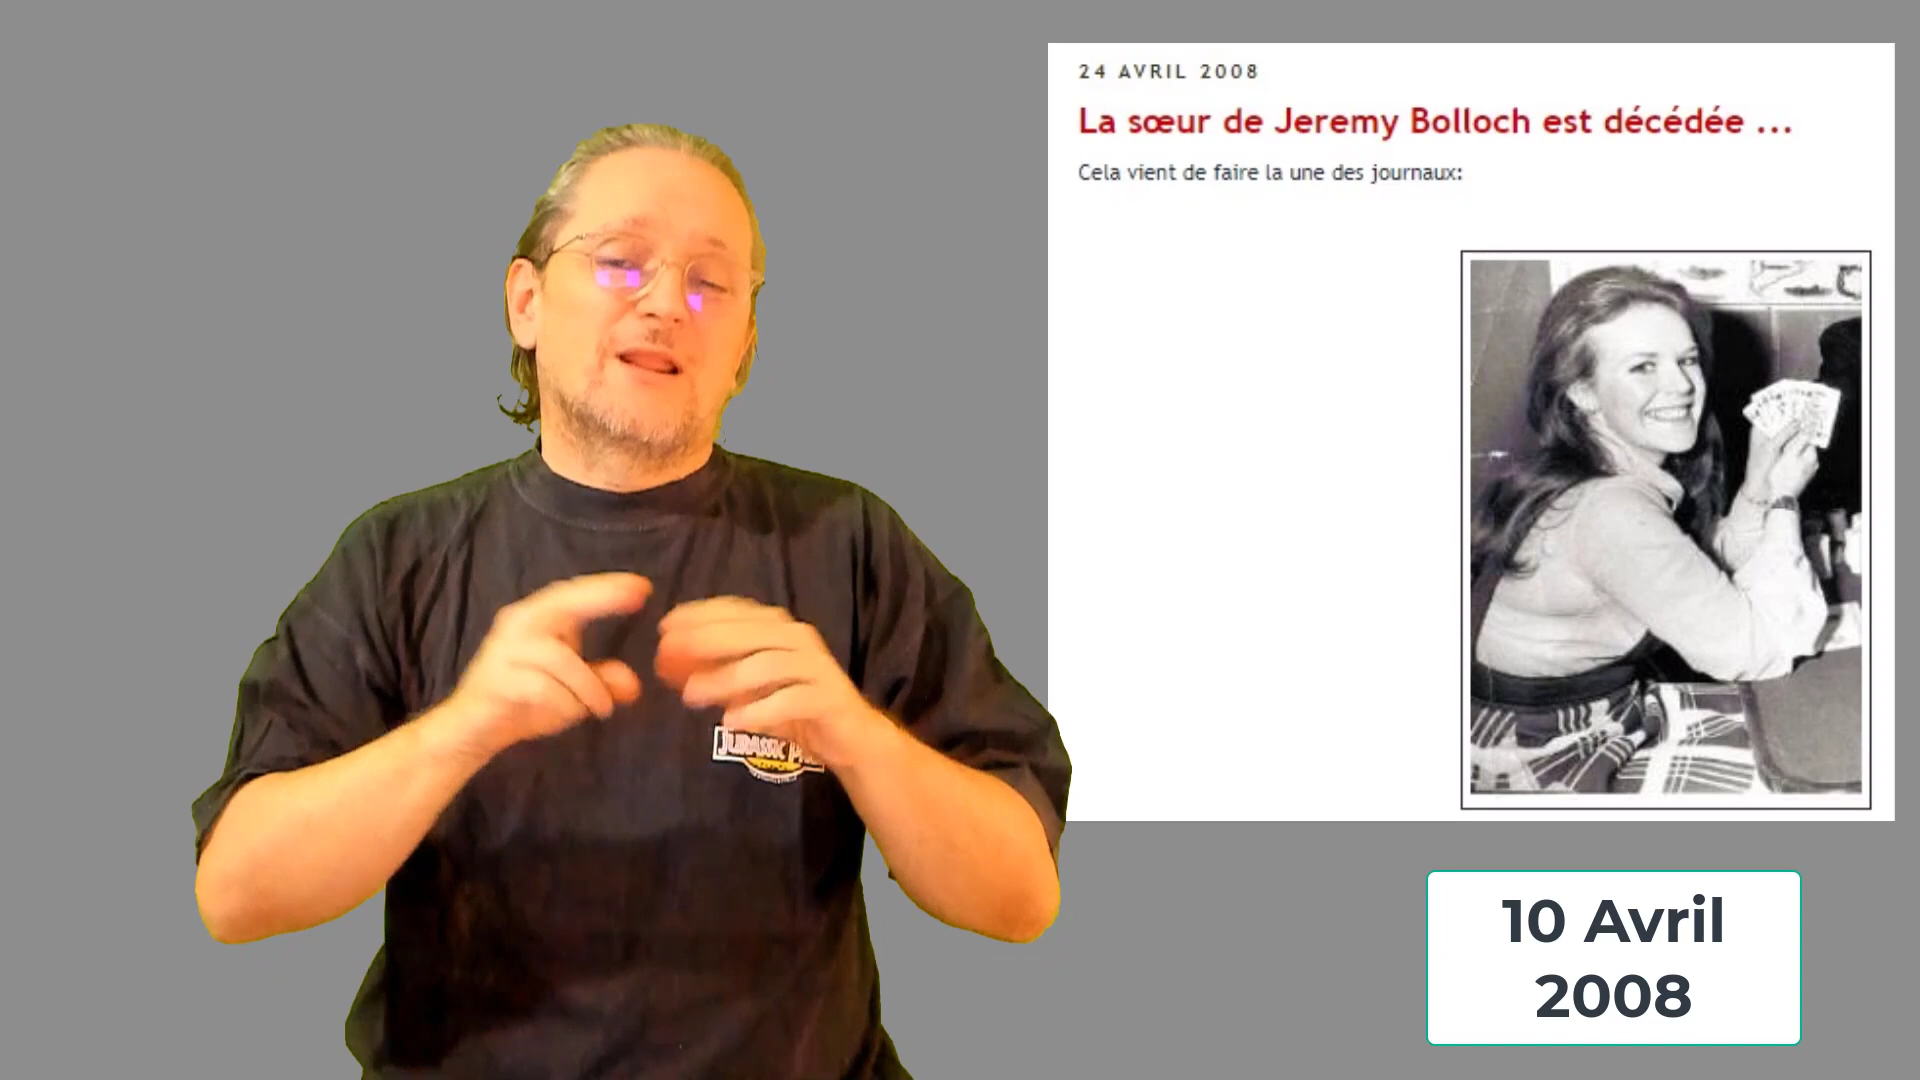 24 AVRIL 2008
La sœur de Jeremy Bolloch est décédée ...
Cela vient de faire la une des journaux:
JURASSIC
10 Avril
2008